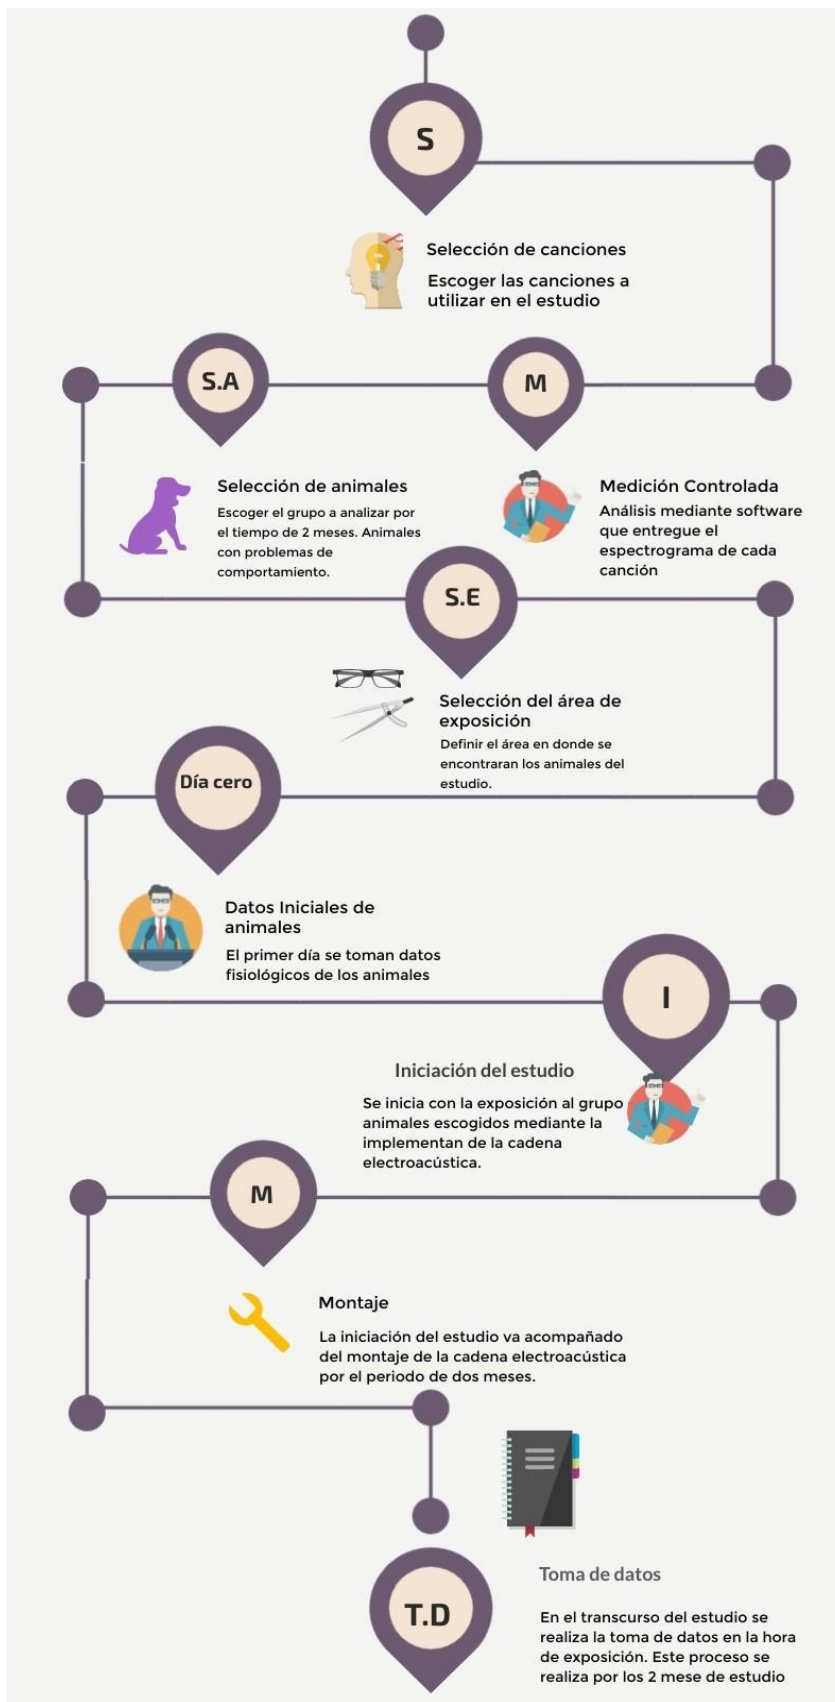 S
Selección de canciones
Escoger las canciones a
utilizar en el estudio
M
Medición Controlada
Análisis mediante software
que entregue el
espectrograma de cada
canción
S.A
Selección de animales
Escoger el grupo a analizar por
el tiempo de 2 meses. Animales
con problemas de
comportamiento.
S.E
Selección del área de
exposición
Definir el área en donde se
encontraran los animales del
estudio.
Día cero
Datos Iniciales de
animales
El primer día se toman datos
fisiológicos de los animales
I
Iniciación del estudio
Se inicia con la exposición al grupo
animales escogidos mediante la
implementan de la cadena
electroacústica.
M
Montaje
La iniciación del estudio va acompañado
del montaje de la cadena electroacústica
por el periodo de dos meses.
T.D
Toma de datos
En el transcurso del estudio se
realiza la toma de datos en la hora
de exposición. Este proceso se
realiza por los 2 mese de estudio